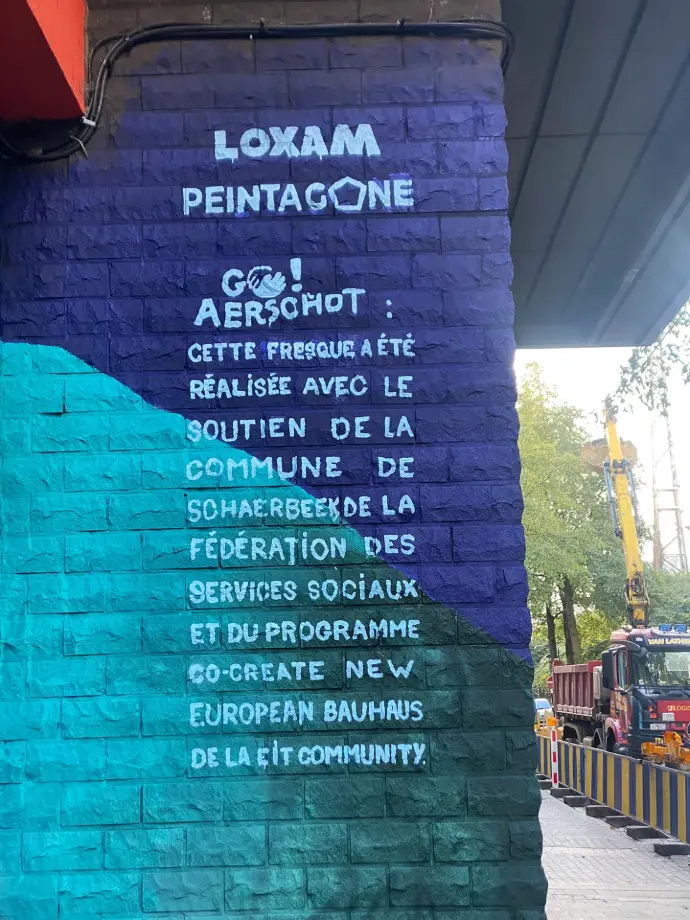 LOXAM
PEINTAGONE
GO!
AERSCHOT :
CETTE FRESQUE A ÉTÉ
RÉALISÉE AVEC LE
SOUTIEN DE LA
COMMUNE DE
SCHAERBEEK DE LA
FÉDÉRATION DES
SERVICES SOCIAUX
ET DU PROGRAMME
CO-CREATE NEW
EUROPEAN BAUHAUS
DE LA EIT COMMUNITY.
VAN